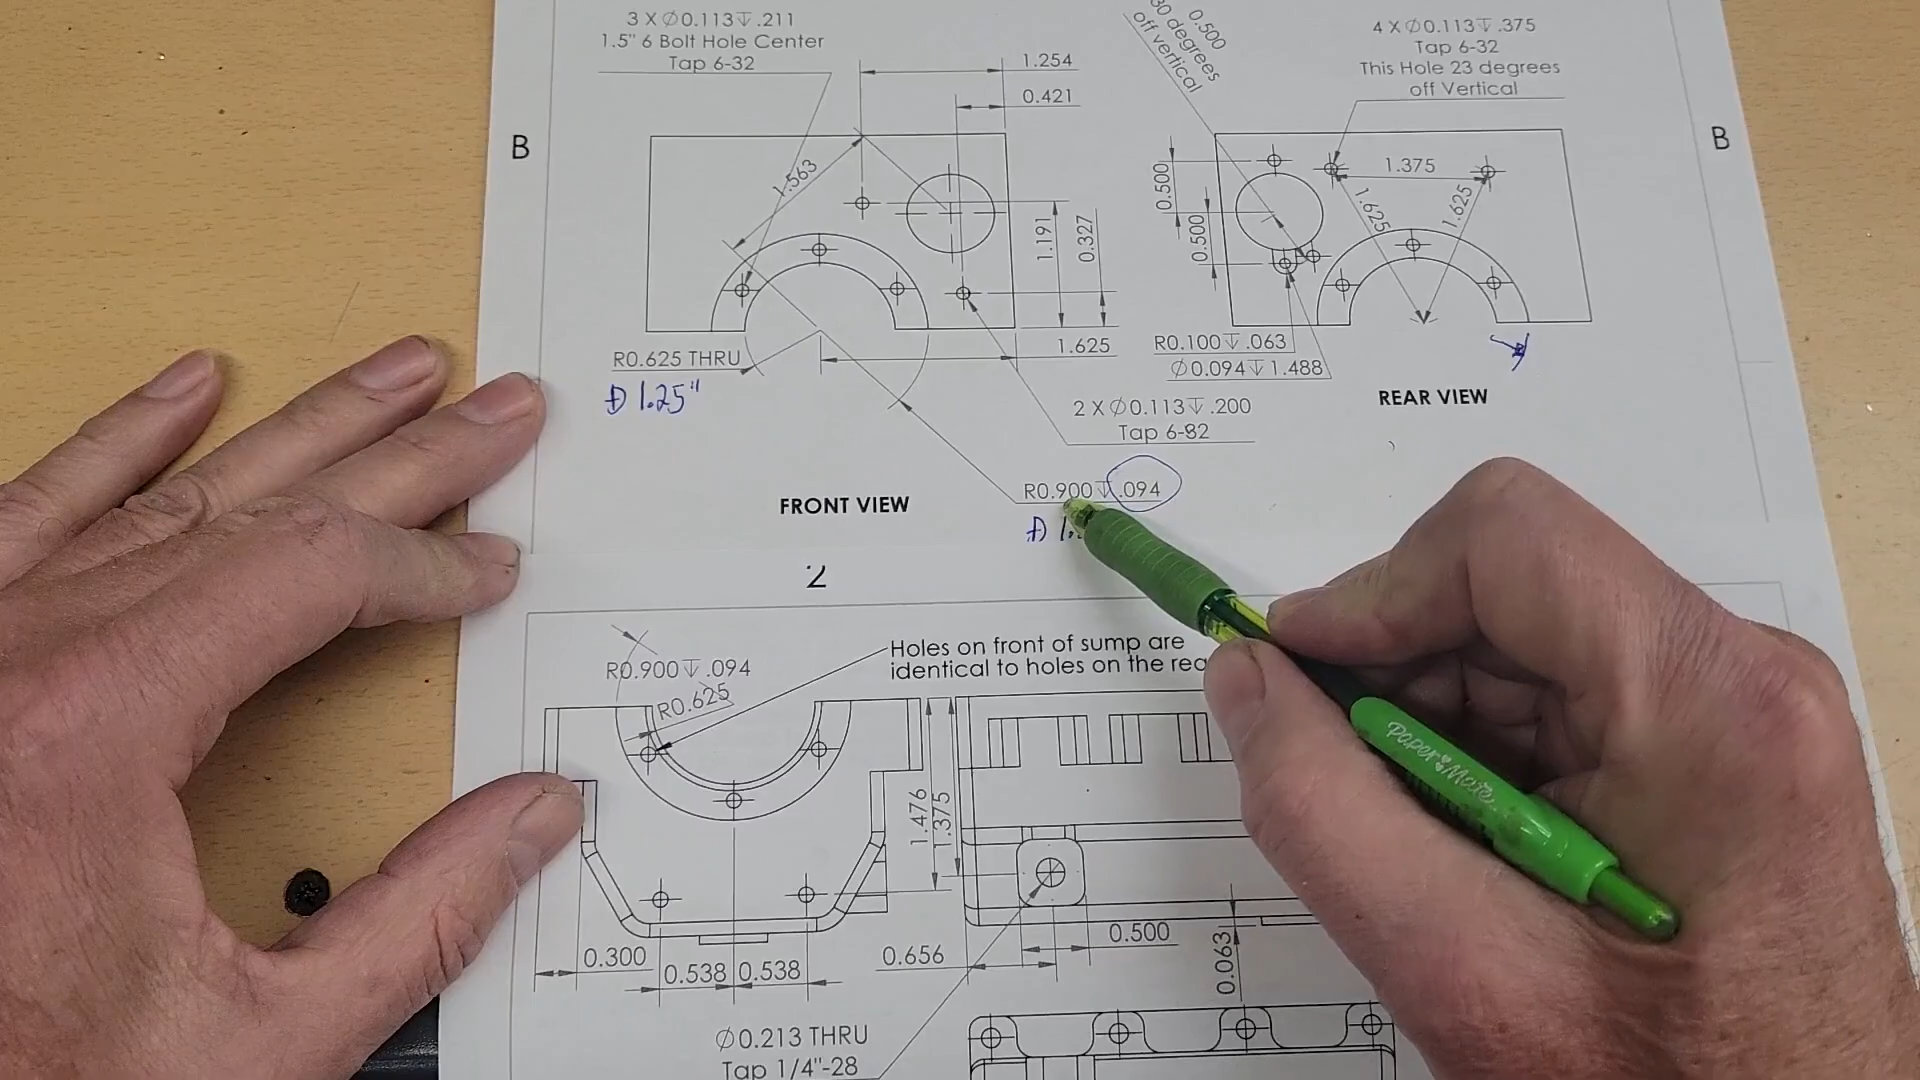 3 X Ø0.113↧.211
1.5" 6 Bolt Hole Center
Tap 6-32
1.254
0.421
0.500
30 degrees
off vertical
4 X Ø0.113↧.375
Tap 6-32
This Hole 23 degrees
off Vertical
B
B
1.563
1.191
0.327
0.500
0.500
1.375
1.625
1.625
R0.625 THRU
Đ 1.25"
1.625
R0.100↧.063
Ø0.094↧1.488
REAR VIEW
2 X Ø0.113↧.200
Tap 6-82
FRONT VIEW
R0.900↧.094
Đ 1.
2
Holes on front of sump are
identical to holes on the rea
R0.900↧.094
R0.625
1.476
1.375
0.300
0.538
0.538
0.656
0.500
0.063
Ø0.213 THRU
Tap 1/4"-28
Paper Mate